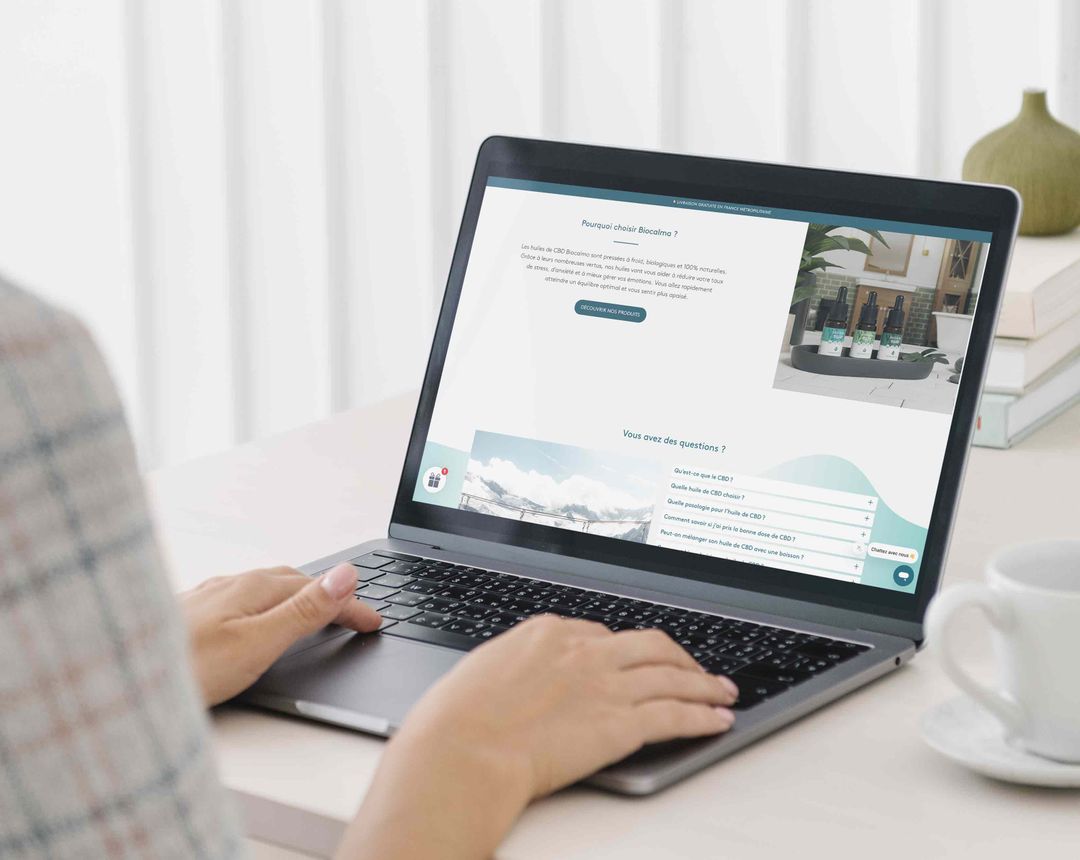 LIVRAISON GRATUITE EN FRANCE MÉTROPOLITAINE
Pourquoi choisir Biocalma ?
Les huiles de CBD Biocalma sont pressées à froid, biologiques et 100% naturelles.
Grâce à leurs nombreuses vertus, nos huiles vont vous aider à réduire votre taux
de stress, d'anxiété et à mieux gérer vos émotions. Vous allez rapidement
atteindre un équilibre optimal et vous sentir plus apaisé.
DÉCOUVRIR NOS PRODUITS
Vous avez des questions ?
Qu'est-ce que le CBD ?
Quelle huile de CBD choisir ?
Quelle posologie pour l'huile de CBD ?
Comment savoir si j'ai pris la bonne dose de CBD ?
Peut-on mélanger son huile de CBD avec une boisson ?
Chattez avec nous